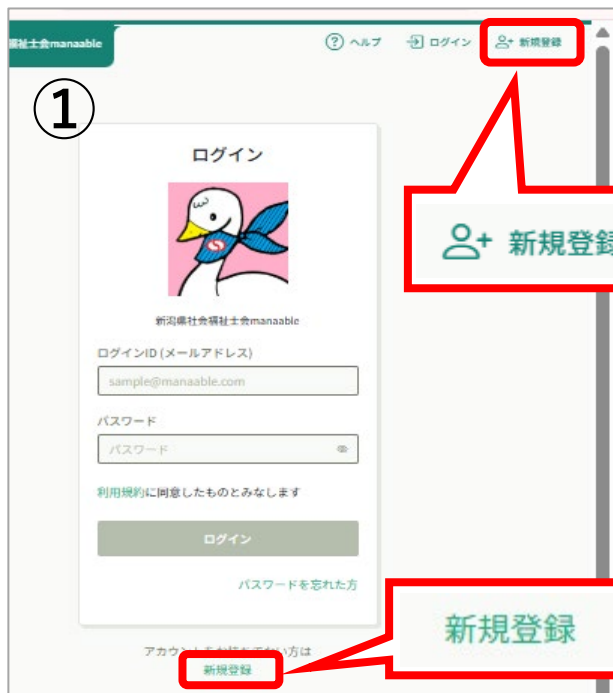 福祉士会manaable
ヘルプ
ログイン
新規登録
①
ログイン
新規登録
新潟県社会福祉士会manaable
ログインID (メールアドレス)
sample@manaable.com
パスワード
パスワード
利用規約に同意したものとみなします
ログイン
パスワードを忘れた方
新規登録
アカウントをお持ちでない方は
新規登録